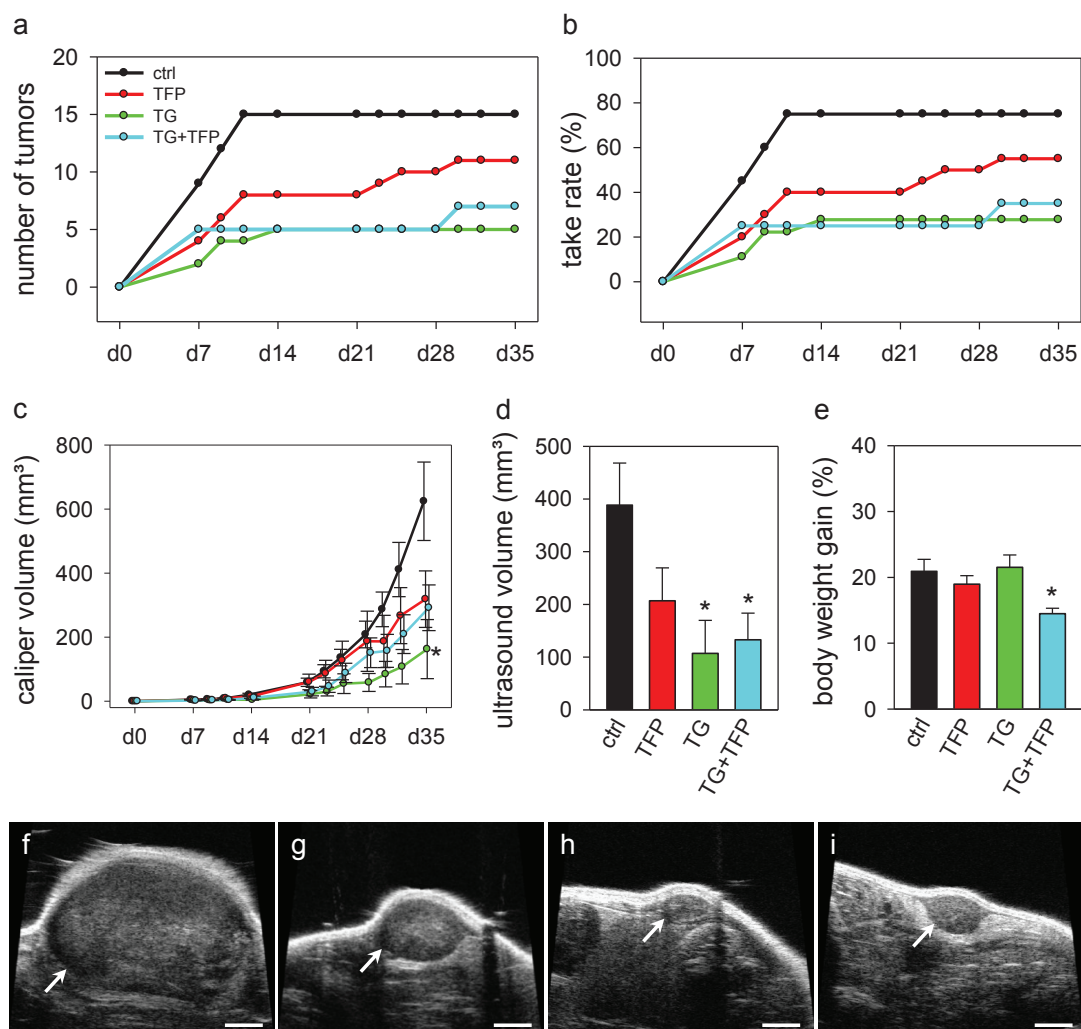 a
number of tumors
20
15
10
5
0
ctrl
TFP
TG
TG+TFP
d0 d7 d14 d21 d28 d35
b
take rate (%)
100
80
60
40
20
0
d0 d7 d14 d21 d28 d35
c
caliper volume (mm³)
800
600
400
200
0
*
d0 d7 d14 d21 d28 d35
d
ultrasound volume (mm³)
500
400
300
200
100
0
* *
ctrl TFP TG TG+TFP
e
body weight gain (%)
40
30
20
10
0
*
ctrl TFP TG TG+TFP
f
g
h
i